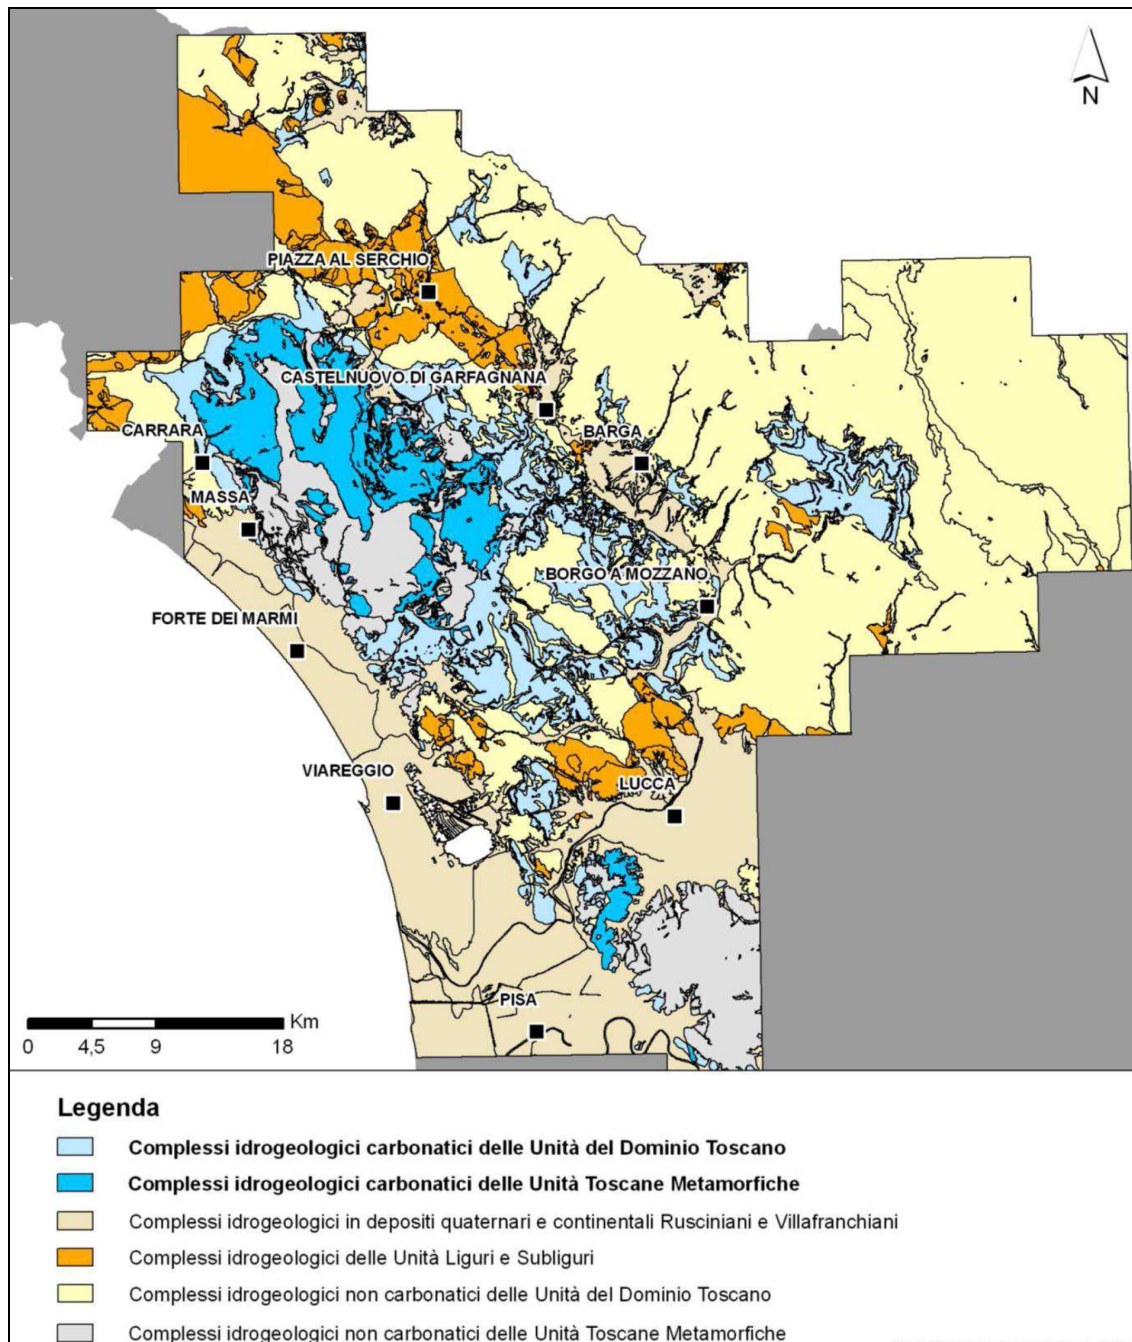 N
PIAZZA AL SERCHIO
CASTELNUOVO DI GARFAGNANA
CARRARA
BARGA
MASSA
BORGO A MOZZANO
FORTE DEI MARMI
VIAREGGIO
LUCCA
PISA
Km
0 4,5 9 18
Legenda
Complessi idrogeologici carbonatici delle Unità del Dominio Toscano
Complessi idrogeologici carbonatici delle Unità Toscane Metamorfiche
Complessi idrogeologici in depositi quaternari e continentali Rusciniani e Villafranchiani
Complessi idrogeologici delle Unità Liguri e Subliguri
Complessi idrogeologici non carbonatici delle Unità del Dominio Toscano
Complessi idrogeologici non carbonatici delle Unità Toscane Metamorfiche